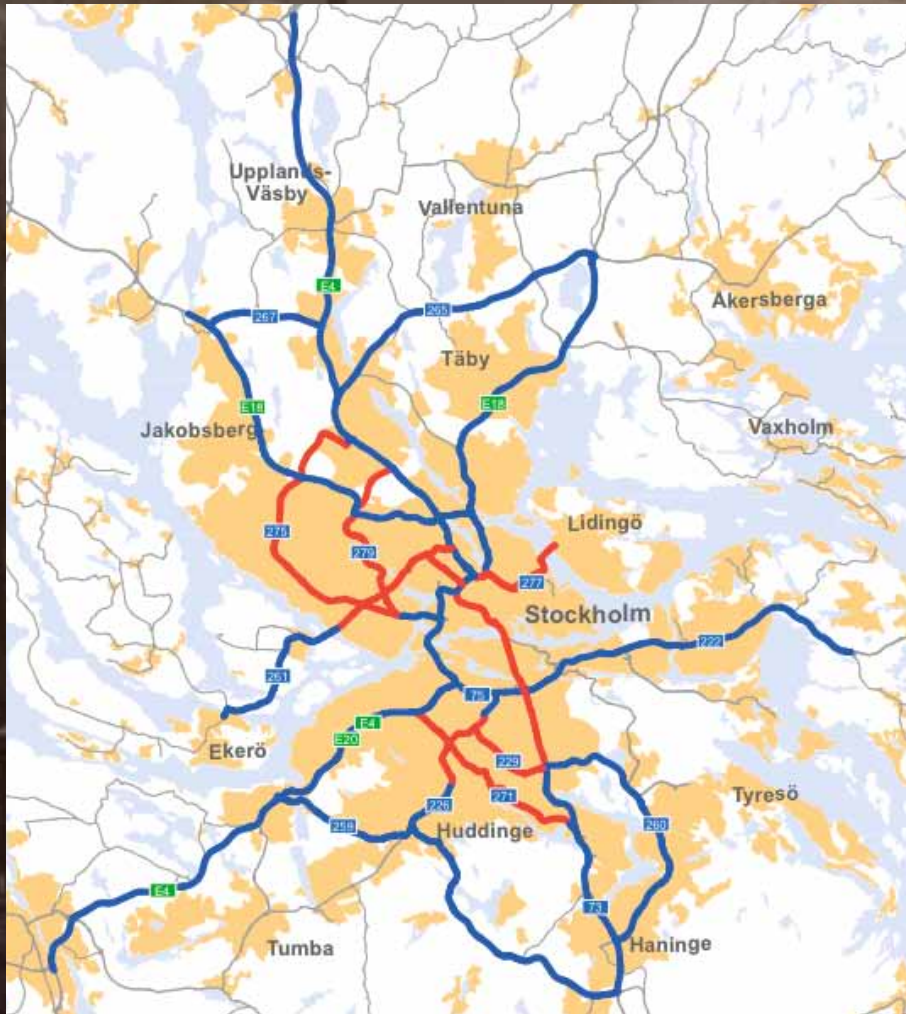 Upplands-
Väsby
Vallentuna
E4
Åkersberga
267
265
Täby
E18
E18
Jakobsberg
Vaxholm
Lidingö
275
279
277
Stockholm
222
261
75
E4
Ekerö
E20
229
271
Tyresö
226
259
Huddinge
260
E4
73
Tumba
Haninge